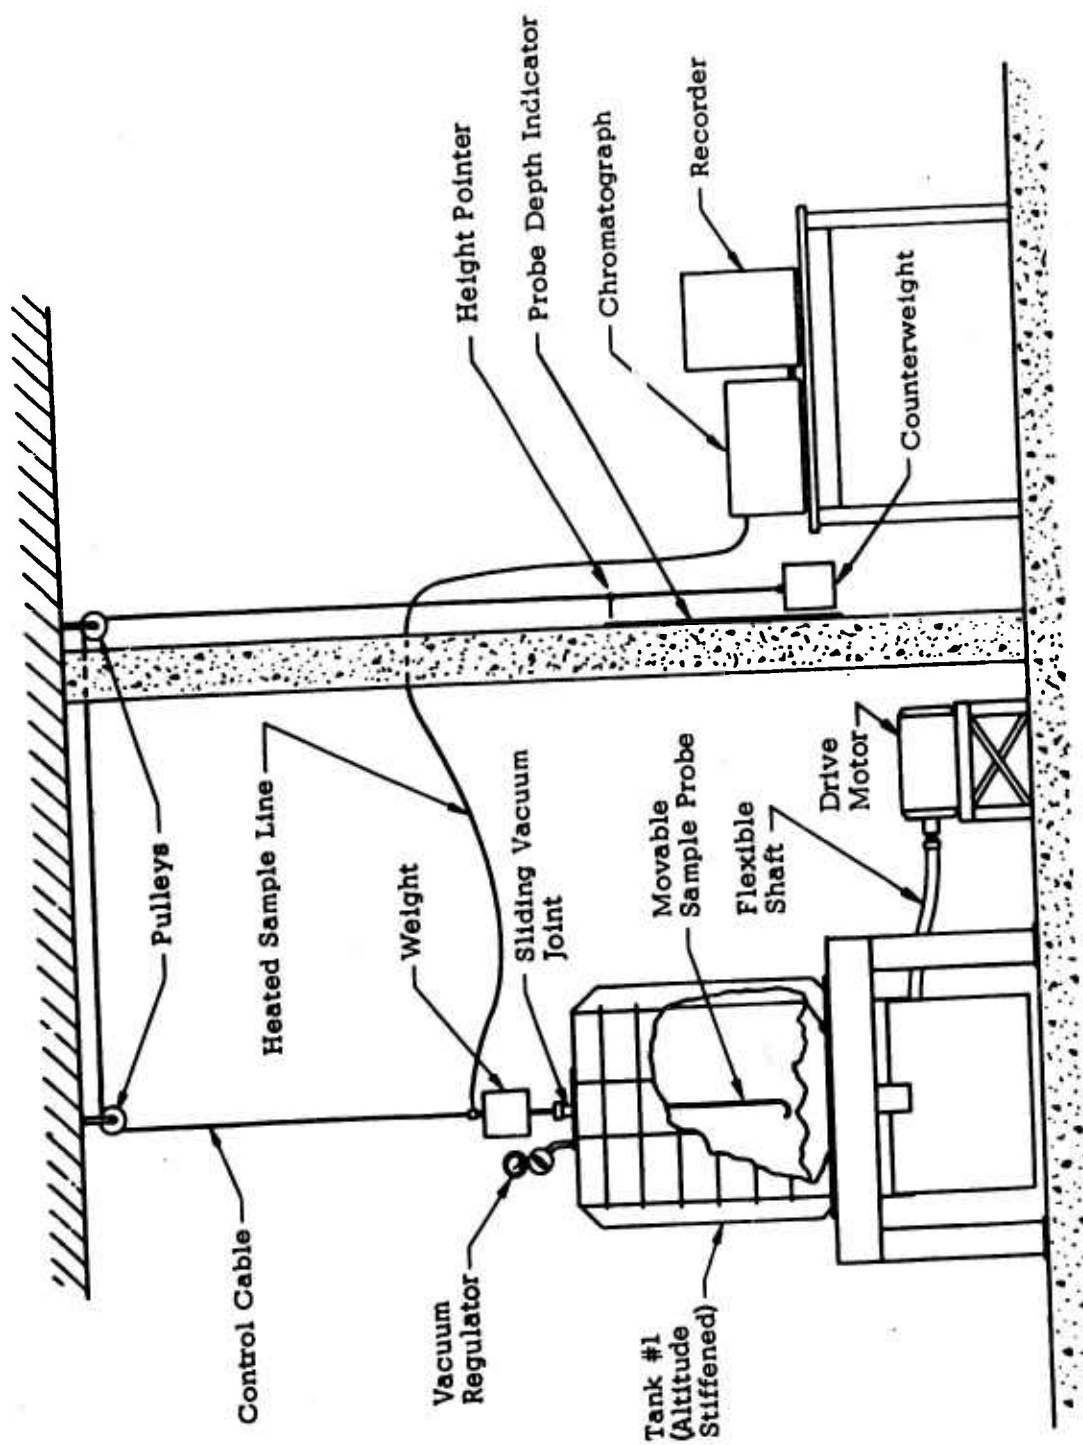 Control Cable
Pulleys
Heated Sample Line
Vacuum
Regulator
Weight
Sliding Vacuum
Joint
Height Pointer
Probe Depth Indicator
Chromatograph
Recorder
Tank #1
(Altitude
Stiffened)
Movable
Sample Probe
Flexible
Shaft
Drive
Motor
Counterweight